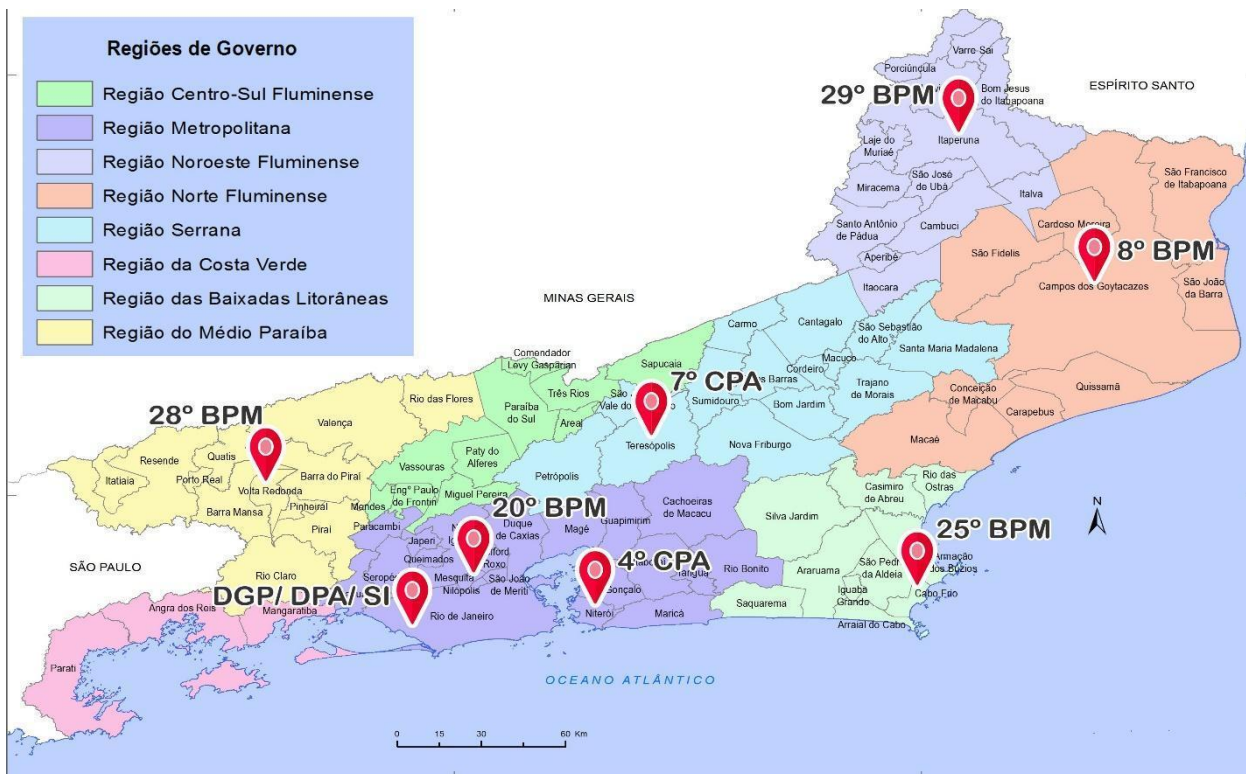 Regiões de Governo
Região Centro-Sul Fluminense
Região Metropolitana
Região Noroeste Fluminense
Região Norte Fluminense
Região Serrana
Região da Costa Verde
Região das Baixadas Litorâneas
Região do Médio Paraíba
Varre Sai
Porciúncula
ESPÍRITO SANTO
29º BPM
Bom Jesus
do Itabapoana
Itaperuna
Laje do
Muriaé
São José
de Ubá
São Francisco
de Itabapoana
Miracema
Italva
Santo Antônio
de Pádua
Cambuci
Cardoso Moreira
8º BPM
São Fidelis
Aperibé
Campos dos Goytacazes
São João
da Barra
Itaocara
MINAS GERAIS
Carmo
Cantagalo
São Sebastião
do Alto
Santa Maria Madalena
Comendador
Levy Gasparian
Sapucaia
Macuco
Cordeiro
Barras
7º CPA
Três Rios
São
Vale do
Sumidouro
Trajano
de Morais
Conceição
de Macabu
Quissamã
Rio das Flores
Paraíba
do Sul
Areal
Bom Jardim
Carapebus
28º BPM
Valença
Teresópolis
Nova Friburgo
Macaé
Resende
Quatis
Paty do
Alferes
Vassouras
Itatiaia
Porto Real
Barra do Piraí
Volta Redonda
Petrópolis
Rio das
Ostras
Casimiro
de Abreu
Engº Paulo
de Frontin
Miguel Pereira
Mendes
Cachoeiras
de Macacu
Barra Mansa
Pinheiral
Piraí
Paracambi
20º BPM
Duque
de Caxias
Magé
Guapimirim
Silva Jardim
25º BPM
Japeri
Queimados
Roxo
4º CPA
São Pedro
da Aldeia
Armação
dos Búzios
SÃO PAULO
Rio Claro
Mesquita
Nilópolis
São João
de Meriti
Gonçalo
Rio Bonito
Araruama
Iguaba
Grande
Cabo Frio
DGP/ DPA/ SI
Angra dos Reis
Mangaratiba
Rio de Janeiro
Niterói
Maricá
Saquarema
Arraial do Cabo
Parati
OCEANO ATLÂNTICO
N
0 15 30 60 Km